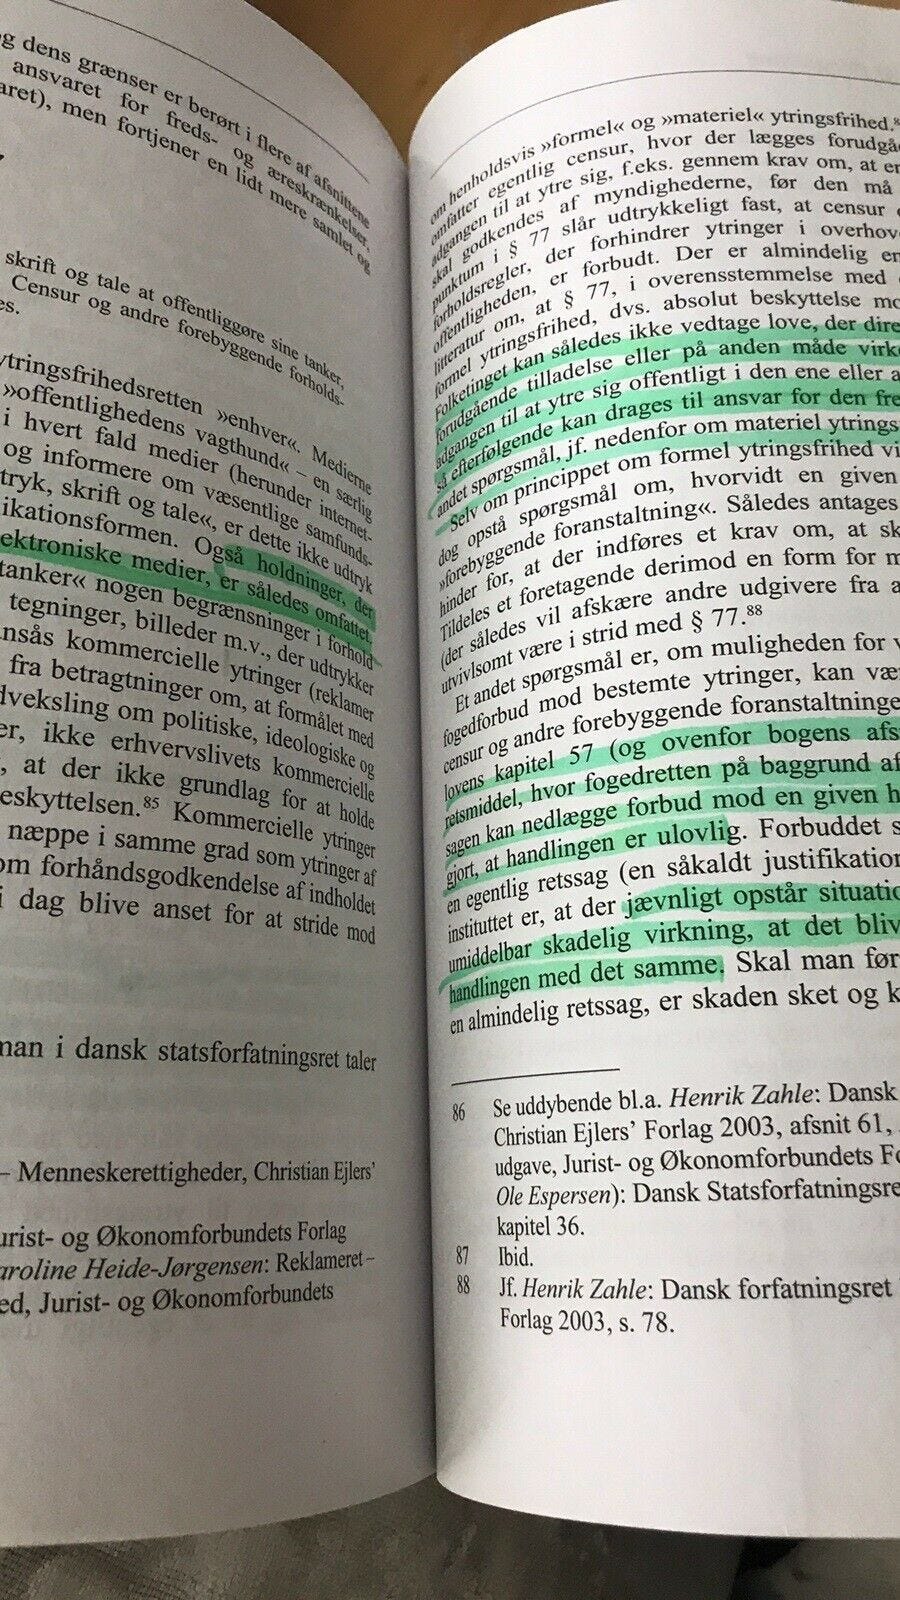 og dens grænser er berørt i flere af afsnittene
ansvaret for freds- og æreskrænkelser,
aret), men fortjener en lidt mere samlet og
skrift og tale at offentliggøre sine tanker,
Censur og andre forebyggende forholds-
es.
ytringsfrihedsretten »enhver«. Medierne
»offentlighedens vagthund« – en særlig
i hvert fald medier (herunder internet-
og informere om væsentlige samfunds-
tryk, skrift og tale«, er dette ikke udtryk
ikationsformen. Også holdninger, der
ektroniske medier, er således omfattet.
tanker« nogen begrænsninger i forhold
tegninger, billeder m.v., der udtrykker
nsås kommercielle ytringer (reklamer
fra betragtninger om, at formålet med
dveksling om politiske, ideologiske og
er, ikke erhvervslivets kommercielle
, at der ikke grundlag for at holde
eskyttelsen.85 Kommercielle ytringer
næppe i samme grad som ytringer af
om forhåndsgodkendelse af indholdet
i dag blive anset for at stride mod
man i dansk statsforfatningsret taler
– Menneskerettigheder, Christian Ejlers'
urist- og Økonomforbundets Forlag
aroline Heide-Jørgensen: Reklameret –
ed, Jurist- og Økonomforbundets
om henholdsvis »formel« og »materiel« ytringsfrihed.8
omfatter egentlig censur, hvor der lægges forudgå
adgangen til at ytre sig, f.eks. gennem krav om, at er
skal godkendes af myndighederne, før den må
punktum i § 77 slår udtrykkeligt fast, at censur
forholdsregler, der forhindrer ytringer i overhov
offentligheden, er forbudt. Der er almindelig en
litteratur om, at § 77, i overensstemmelse med
formel ytringsfrihed, dvs. absolut beskyttelse mo
Folketinget kan således ikke vedtage love, der dire
forudgående tilladelse eller på anden måde virke
adgangen til at ytre sig offentligt i den ene eller a
så efterfølgende kan drages til ansvar for den fre
andet spørgsmål, jf. nedenfor om materiel ytrings
Selv om princippet om formel ytringsfrihed vi
dog opstå spørgsmål om, hvorvidt en given
»forebyggende foranstaltning«. Således antages
hinder for, at der indføres et krav om, at sk
Tildeles et foretagende derimod en form for m
(der således vil afskære andre udgivere fra a
utvivlsomt være i strid med § 77.88
Et andet spørgsmål er, om muligheden for v
fogedforbud mod bestemte ytringer, kan vær
censur og andre forebyggende foranstaltninge
lovens kapitel 57 (og ovenfor bogens afs
retsmiddel, hvor fogedretten på baggrund af
sagen kan nedlægge forbud mod en given h
gjort, at handlingen er ulovlig. Forbuddet s
en egentlig retssag (en såkaldt justifikation
instituttet er, at der jævnligt opstår situatio
umiddelbar skadelig virkning, at det bliv
handlingen med det samme. Skal man før
en almindelig retssag, er skaden sket og k
86 Se uddybende bl.a. Henrik Zahle: Dansk
Christian Ejlers' Forlag 2003, afsnit 61,
udgave, Jurist- og Økonomforbundets Fo
Ole Espersen): Dansk Statsforfatningsre
kapitel 36.
87 Ibid.
88 Jf. Henrik Zahle: Dansk forfatningsret
Forlag 2003, s. 78.